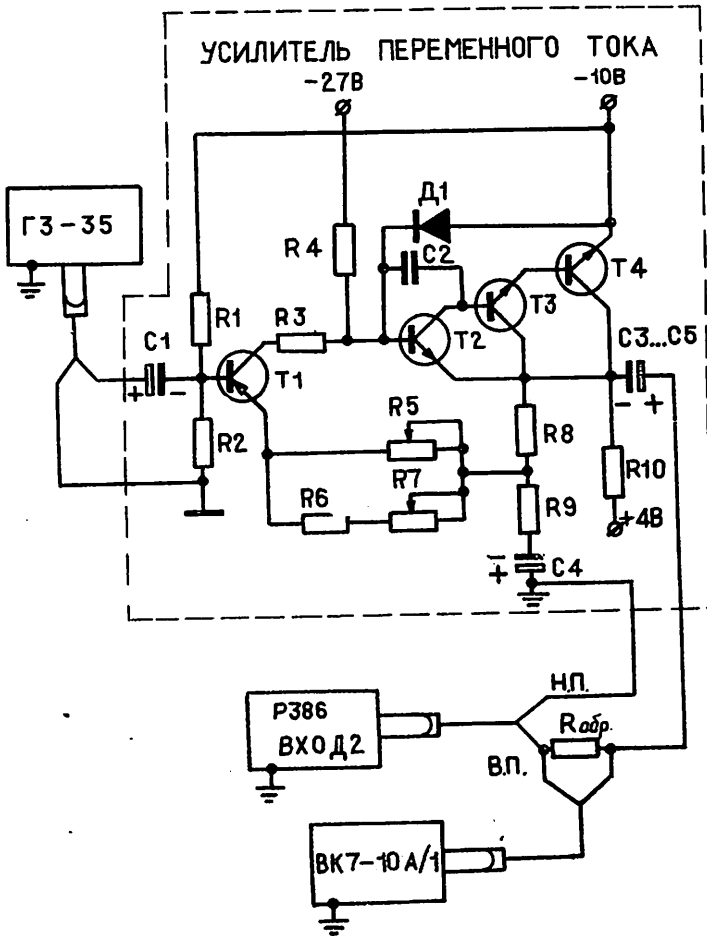 УСИЛИТЕЛЬ ПЕРЕМЕННОГО ТОКА
-27В
-10В
Г3-35
Д1
R4
C2
T4
T3
R1
R3
T2
C3...C5
C1
T1
+ -
- +
R2
R5
R8
R10
R7
R6
R9
+4В
- +
C4
Н.П.
Р386
ВХОД2
Rобр.
В.П.
ВК7-10А/1